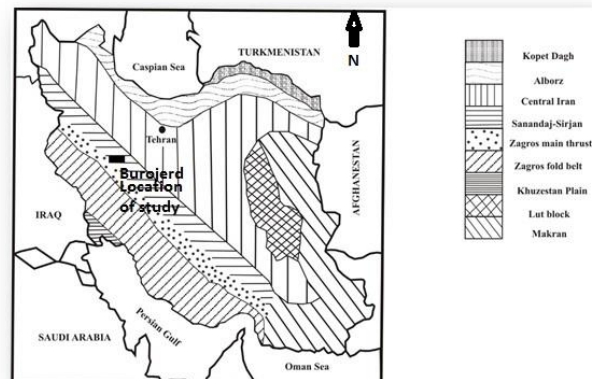 N
TURKMENISTAN
Caspian Sea
Tehran
Burojerd
Location
of study
AFGHANESTAN
IRAQ
SAUDI ARABIA
Persian Gulf
Oman Sea
Kopet Dagh
Alborz
Central Iran
Sanandaj-Sirjan
Zagros main thrust
Zagros fold belt
Khuzestan Plain
Lut block
Makran